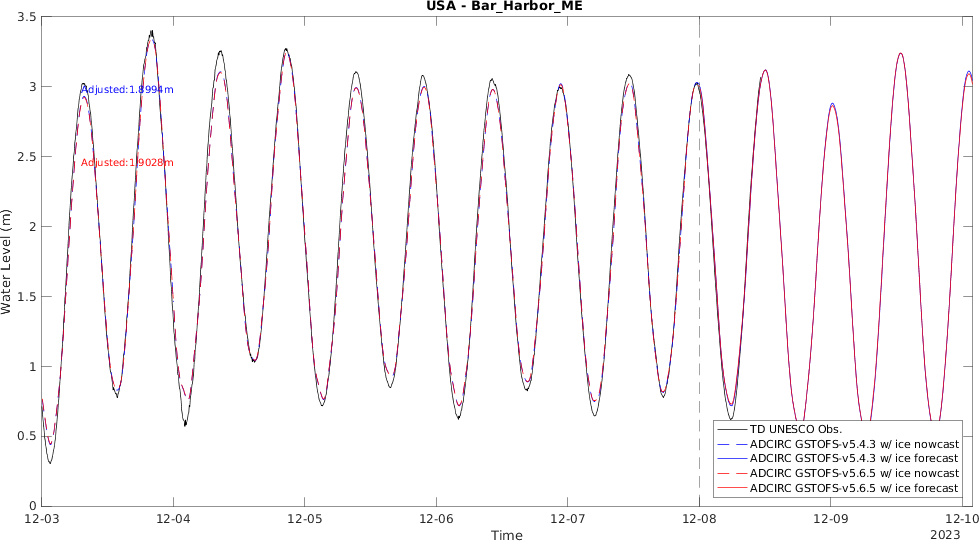 USA - Bar_Harbor_ME
3.5
3
2.5
2
1.5
1
0.5
0
Water Level (m)
Adjusted:1.8994m
Adjusted:1.9028m
TD UNESCO Obs.
ADCIRC GSTOFS-v5.4.3 w/ ice nowcast
ADCIRC GSTOFS-v5.4.3 w/ ice forecast
ADCIRC GSTOFS-v5.6.5 w/ ice nowcast
ADCIRC GSTOFS-v5.6.5 w/ ice forecast
12-03 12-04 12-05 12-06 12-07 12-08 12-09 12-10
Time
2023